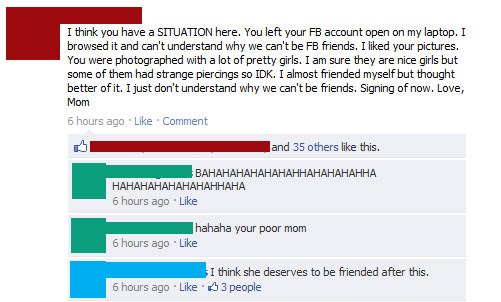 I think you have a SITUATION here. You left your FB
account open on my laptop. I
browsed it and can't understand why we can't be FB friends. I liked your pictures.
You were photographed with a lot of pretty girls. I am sure they are nice girls but
some of them had strange piercings so IDK. I almost friended myself but thought
better of it. I just don't understand why we can't be friends. Signing of now. Love,
Mom
6 hours ago · Like · Comment
and 35 others like this.
BAHAHAHAHAHAHAHHAHAHAHAHHA
HAHAHAHAHAHAHAHHAHA
6 hours ago · Like
hahaha your poor mom
6 hours ago · Like
I think she deserves to be friended after this.
6 hours ago · Like · 3 people